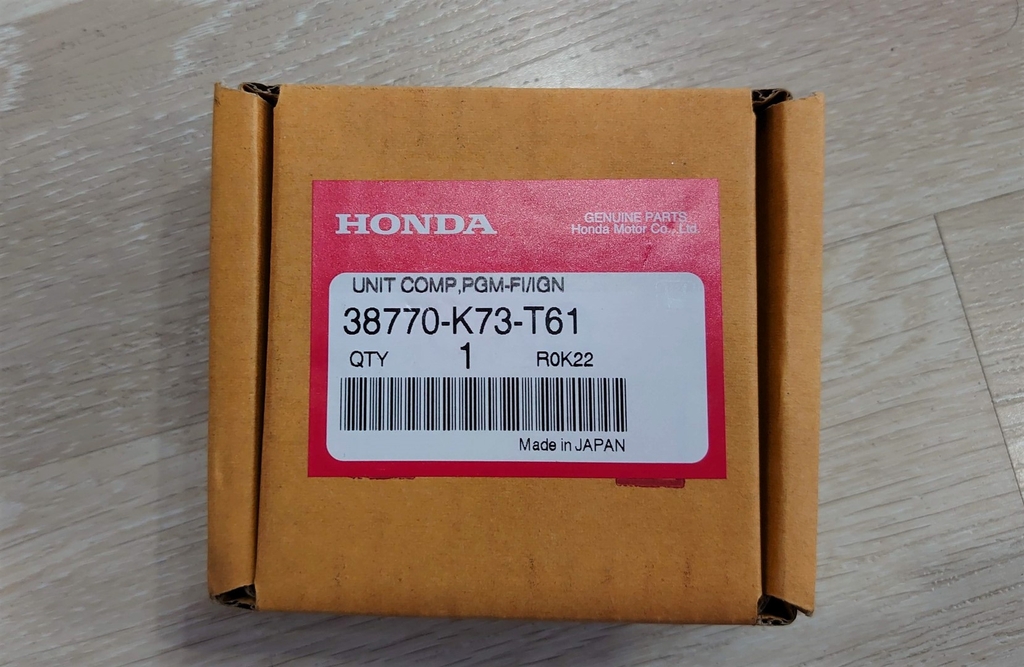 HONDA
GENUINE PARTS
Honda Motor Co.,Ltd.
UNIT COMP,PGM-FI/IGN
38770-K73-T61
QTY 1 R0K22
Made in JAPAN